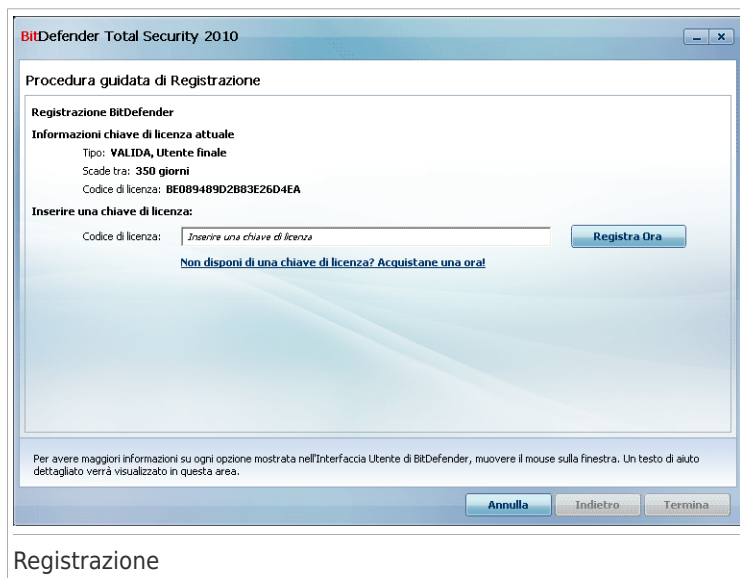 BitDefender Total Security 2010
Procedura guidata di Registrazione
Registrazione BitDefender
Informazioni chiave di licenza attuale
Tipo: VALIDA, Utente finale
Scade tra: 350 giorni
Codice di licenza: BE089489D2B83E26D4EA
Inserire una chiave di licenza:
Codice di licenza: Inserire una chiave di licenza Registra Ora
Non disponi di una chiave di licenza? Acquistane una ora!
Per avere maggiori informazioni su ogni opzione mostrata nell'Interfaccia Utente di BitDefender, muovere il mouse sulla finestra. Un testo di aiuto
dettagliato verrà visualizzato in questa area.
Annulla Indietro Termina
Registrazione